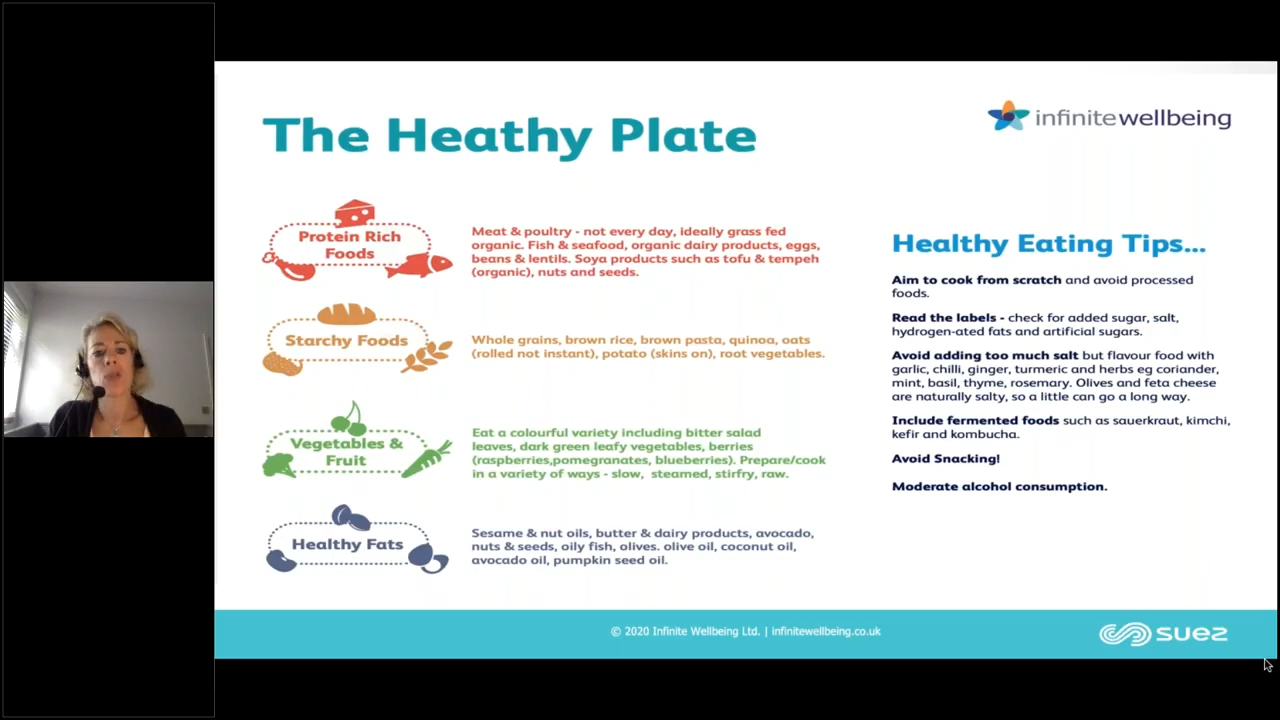 The Heathy Plate
infinitewellbeing
Protein Rich
Foods
Meat & poultry - not every day, ideally grass fed
organic. Fish & seafood, organic dairy products, eggs,
beans & lentils. Soya products such as tofu & tempeh
(organic), nuts and seeds.
Starchy Foods
Whole grains, brown rice, brown pasta, quinoa, oats
(rolled not instant), potato (skins on), root vegetables.
Vegetables &
Fruit
Eat a colourful variety including bitter salad
leaves, dark green leafy vegetables, berries
(raspberries,pomegranates, blueberries). Prepare/cook
in a variety of ways - slow, steamed, stirfry, raw.
Healthy Fats
Sesame & nut oils, butter & dairy products, avocado,
nuts & seeds, oily fish, olives. olive oil, coconut oil,
avocado oil, pumpkin seed oil.
Healthy Eating Tips...
Aim to cook from scratch and avoid processed
foods.
Read the labels - check for added sugar, salt,
hydrogen-ated fats and artificial sugars.
Avoid adding too much salt but flavour food with
garlic, chilli, ginger, turmeric and herbs eg coriander,
mint, basil, thyme, rosemary. Olives and feta cheese
are naturally salty, so a little can go a long way.
Include fermented foods such as sauerkraut, kimchi,
kefir and kombucha.
Avoid Snacking!
Moderate alcohol consumption.
© 2020 Infinite Wellbeing Ltd. | infinitewellbeing.co.uk
suez